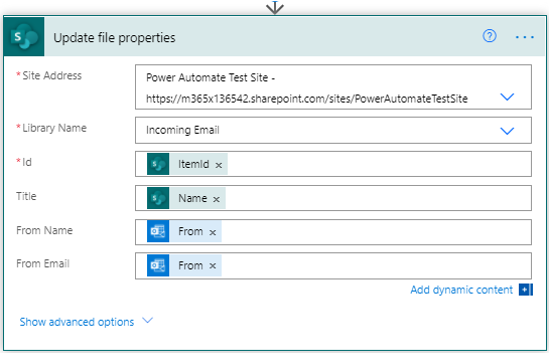 Update file properties
*Site Address
Power Automate Test Site -
https://m365x136542.sharepoint.com/sites/PowerAutomateTestSite
*Library Name
Incoming Email
*Id
ItemId ×
Title
Name ×
From Name
From ×
From Email
From ×
Add dynamic content
Show advanced options